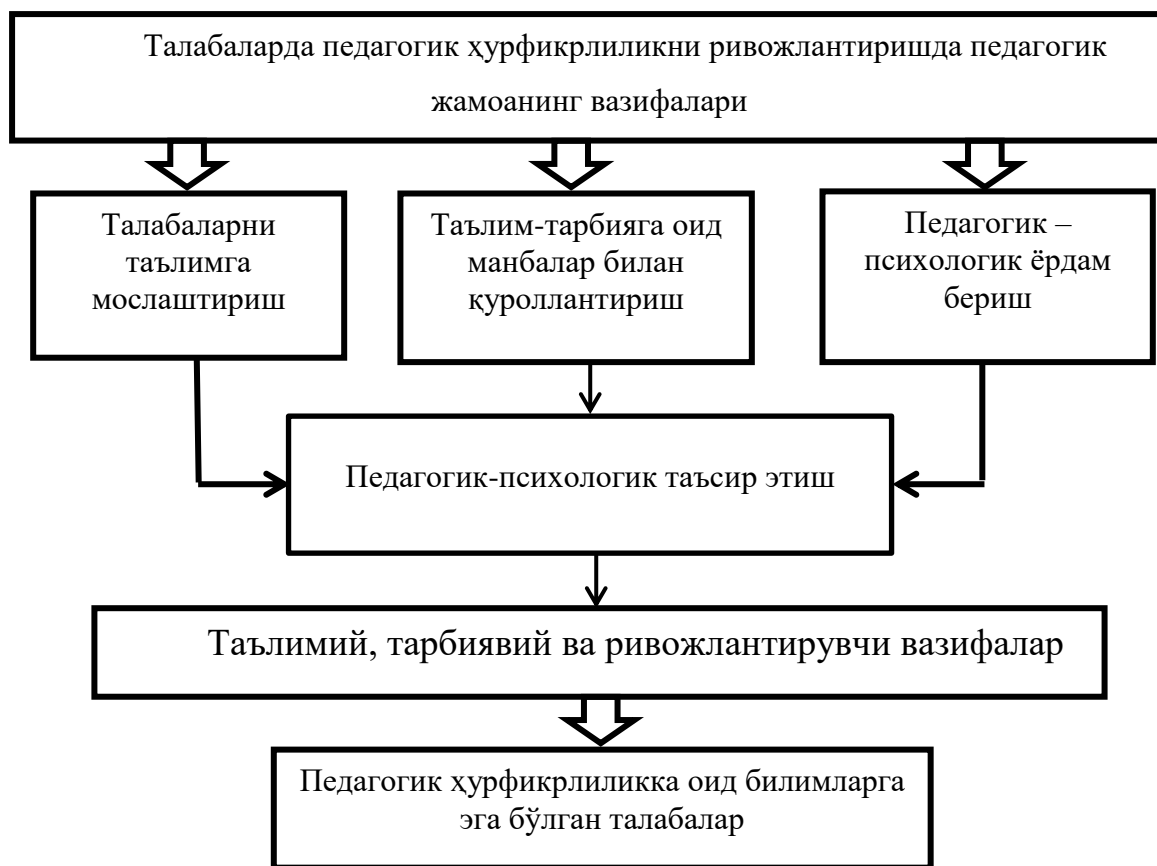 Талабаларда педагогик ҳурфикрлиликни ривожлантиришда педагогик
жамоанинг вазифалари
Талабаларни
таълимга
мослаштириш
Таълим-тарбияга оид
манбалар билан
қуроллантириш
Педагогик –
психологик ёрдам
бериш
Педагогик-психологик таъсир этиш
Таълимий, тарбиявий ва ривожлантирувчи вазифалар
Педагогик ҳурфикрлиликка оид билимларга
эга бўлган талабалар